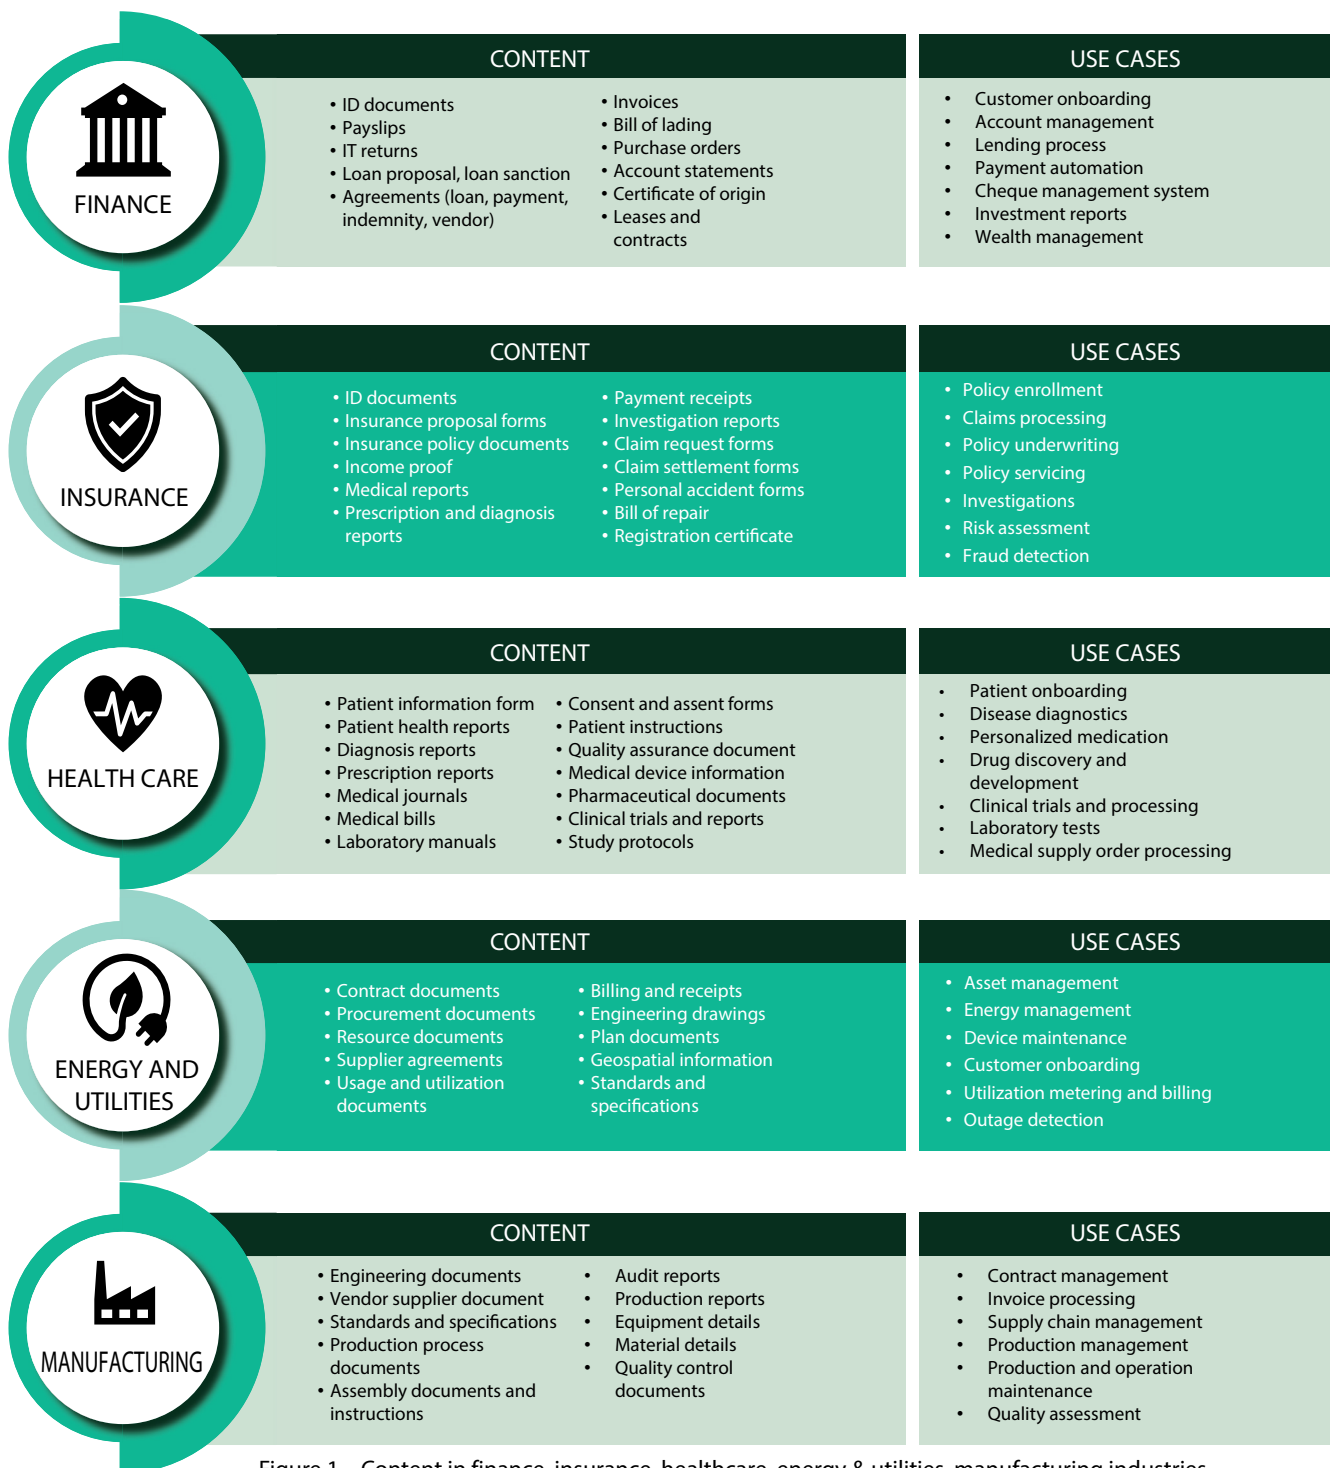 FINANCE
CONTENT
• ID documents
• Payslips
• IT returns
• Loan proposal, loan sanction
• Agreements (loan, payment,
indemnity, vendor)
• Invoices
• Bill of lading
• Purchase orders
• Account statements
• Certificate of origin
• Leases and
contracts
USE CASES
• Customer onboarding
• Account management
• Lending process
• Payment automation
• Cheque management system
• Investment reports
• Wealth management
INSURANCE
CONTENT
• ID documents
• Insurance proposal forms
• Insurance policy documents
• Income proof
• Medical reports
• Prescription and diagnosis
reports
• Payment receipts
• Investigation reports
• Claim request forms
• Claim settlement forms
• Personal accident forms
• Bill of repair
• Registration certificate
USE CASES
• Policy enrollment
• Claims processing
• Policy underwriting
• Policy servicing
• Investigations
• Risk assessment
• Fraud detection
HEALTH CARE
CONTENT
• Patient information form
• Patient health reports
• Diagnosis reports
• Prescription reports
• Medical journals
• Medical bills
• Laboratory manuals
• Consent and assent forms
• Patient instructions
• Quality assurance document
• Medical device information
• Pharmaceutical documents
• Clinical trials and reports
• Study protocols
USE CASES
• Patient onboarding
• Disease diagnostics
• Personalized medication
• Drug discovery and
development
• Clinical trials and processing
• Laboratory tests
• Medical supply order processing
ENERGY AND
UTILITIES
CONTENT
• Contract documents
• Procurement documents
• Resource documents
• Supplier agreements
• Usage and utilization
documents
• Billing and receipts
• Engineering drawings
• Plan documents
• Geospatial information
• Standards and
specifications
USE CASES
• Asset management
• Energy management
• Device maintenance
• Customer onboarding
• Utilization metering and billing
• Outage detection
MANUFACTURING
CONTENT
• Engineering documents
• Vendor supplier document
• Standards and specifications
• Production process
documents
• Assembly documents and
instructions
• Audit reports
• Production reports
• Equipment details
• Material details
• Quality control
documents
USE CASES
• Contract management
• Invoice processing
• Supply chain management
• Production management
• Production and operation
maintenance
• Quality assessment
Figure 1 – Content in finance, insurance, healthcare, energy & utilities, manufacturing industries